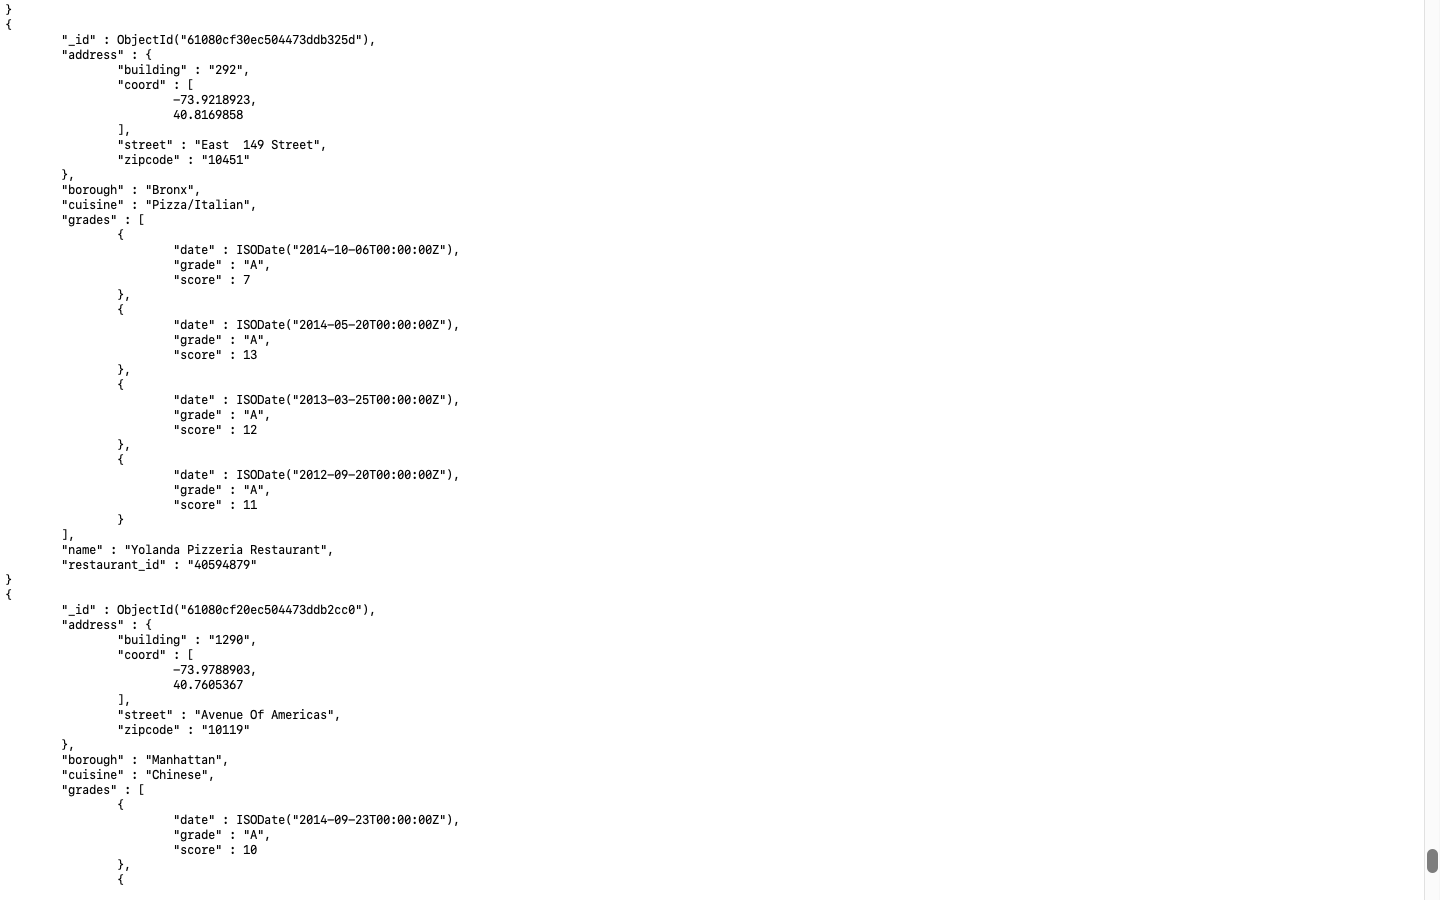 }
{
	"_id" : ObjectId("61080cf30ec504473ddb325d"),
	"address" : {
		"building" : "292",
		"coord" : [
			-73.9218923,
			40.8169858
		],
		"street" : "East  149 Street",
		"zipcode" : "10451"
	},
	"borough" : "Bronx",
	"cuisine" : "Pizza/Italian",
	"grades" : [
		{
			"date" : ISODate("2014-10-06T00:00:00Z"),
			"grade" : "A",
			"score" : 7
		},
		{
			"date" : ISODate("2014-05-20T00:00:00Z"),
			"grade" : "A",
			"score" : 13
		},
		{
			"date" : ISODate("2013-03-25T00:00:00Z"),
			"grade" : "A",
			"score" : 12
		},
		{
			"date" : ISODate("2012-09-20T00:00:00Z"),
			"grade" : "A",
			"score" : 11
		}
	],
	"name" : "Yolanda Pizzeria Restaurant",
	"restaurant_id" : "40594879"
}
{
	"_id" : ObjectId("61080cf20ec504473ddb2cc0"),
	"address" : {
		"building" : "1290",
		"coord" : [
			-73.9788903,
			40.7605367
		],
		"street" : "Avenue Of Americas",
		"zipcode" : "10119"
	},
	"borough" : "Manhattan",
	"cuisine" : "Chinese",
	"grades" : [
		{
			"date" : ISODate("2014-09-23T00:00:00Z"),
			"grade" : "A",
			"score" : 10
		},
		{